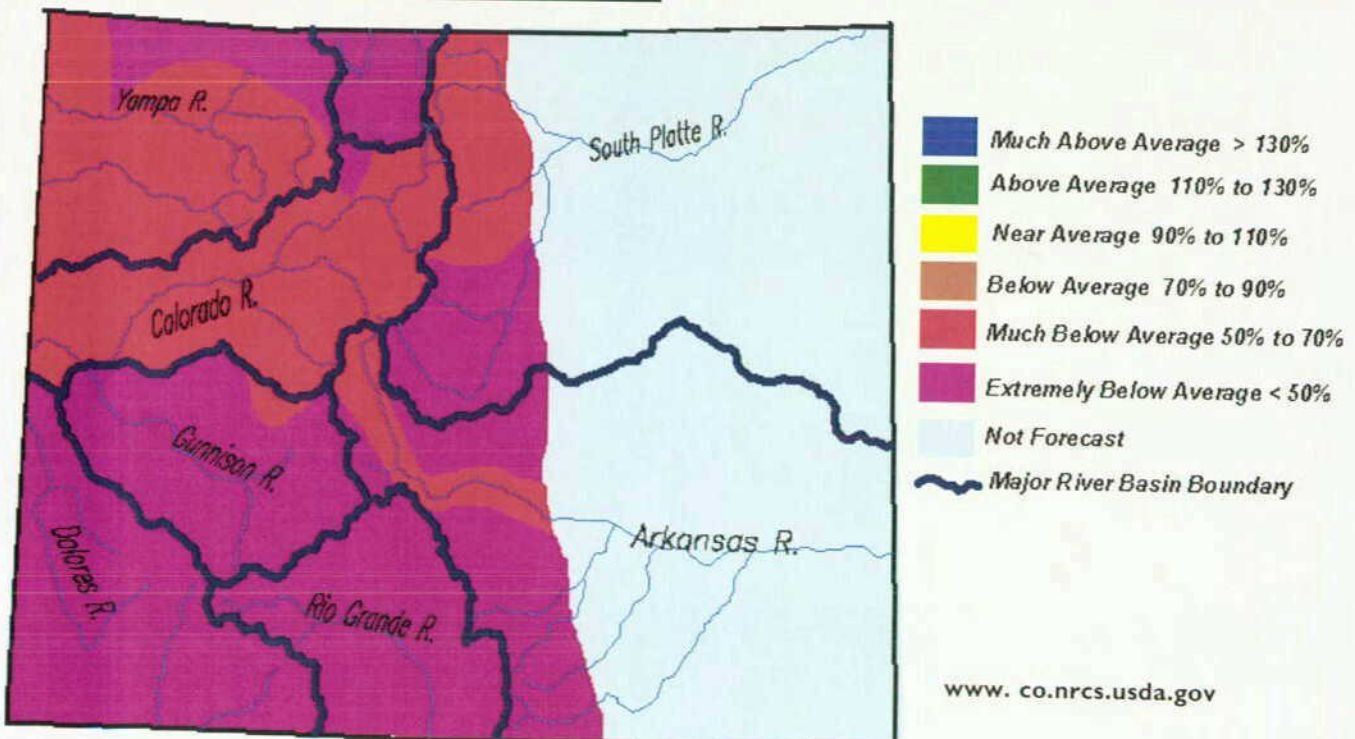 Yampa R.
South Platte R.
Colorado R.
Gunnison R.
Dolores R.
Rio Grande R.
Arkansas R.
Much Above Average > 130%
Above Average 110% to 130%
Near Average 90% to 110%
Below Average 70% to 90%
Much Below Average 50% to 70%
Extremely Below Average < 50%
Not Forecast
Major River Basin Boundary
www. co.nrcs.usda.gov